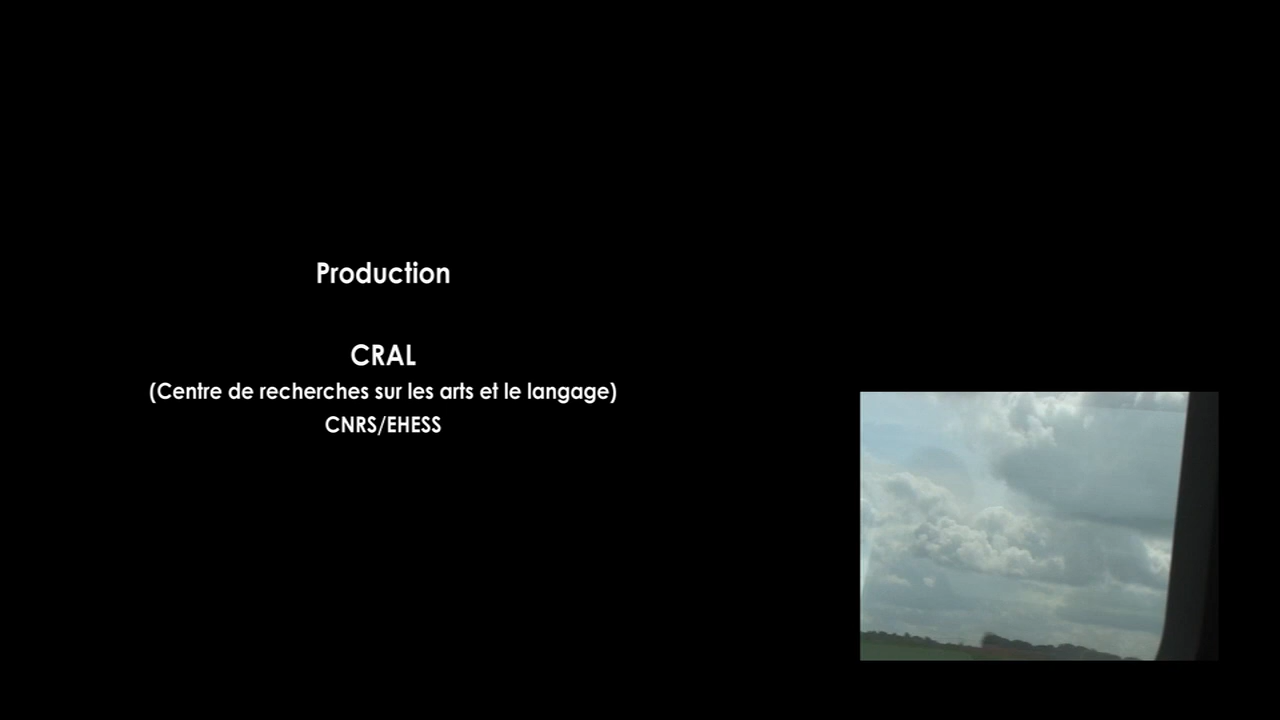 Production
CRAL
(Centre de recherches sur les arts et le langage)
CNRS/EHESS